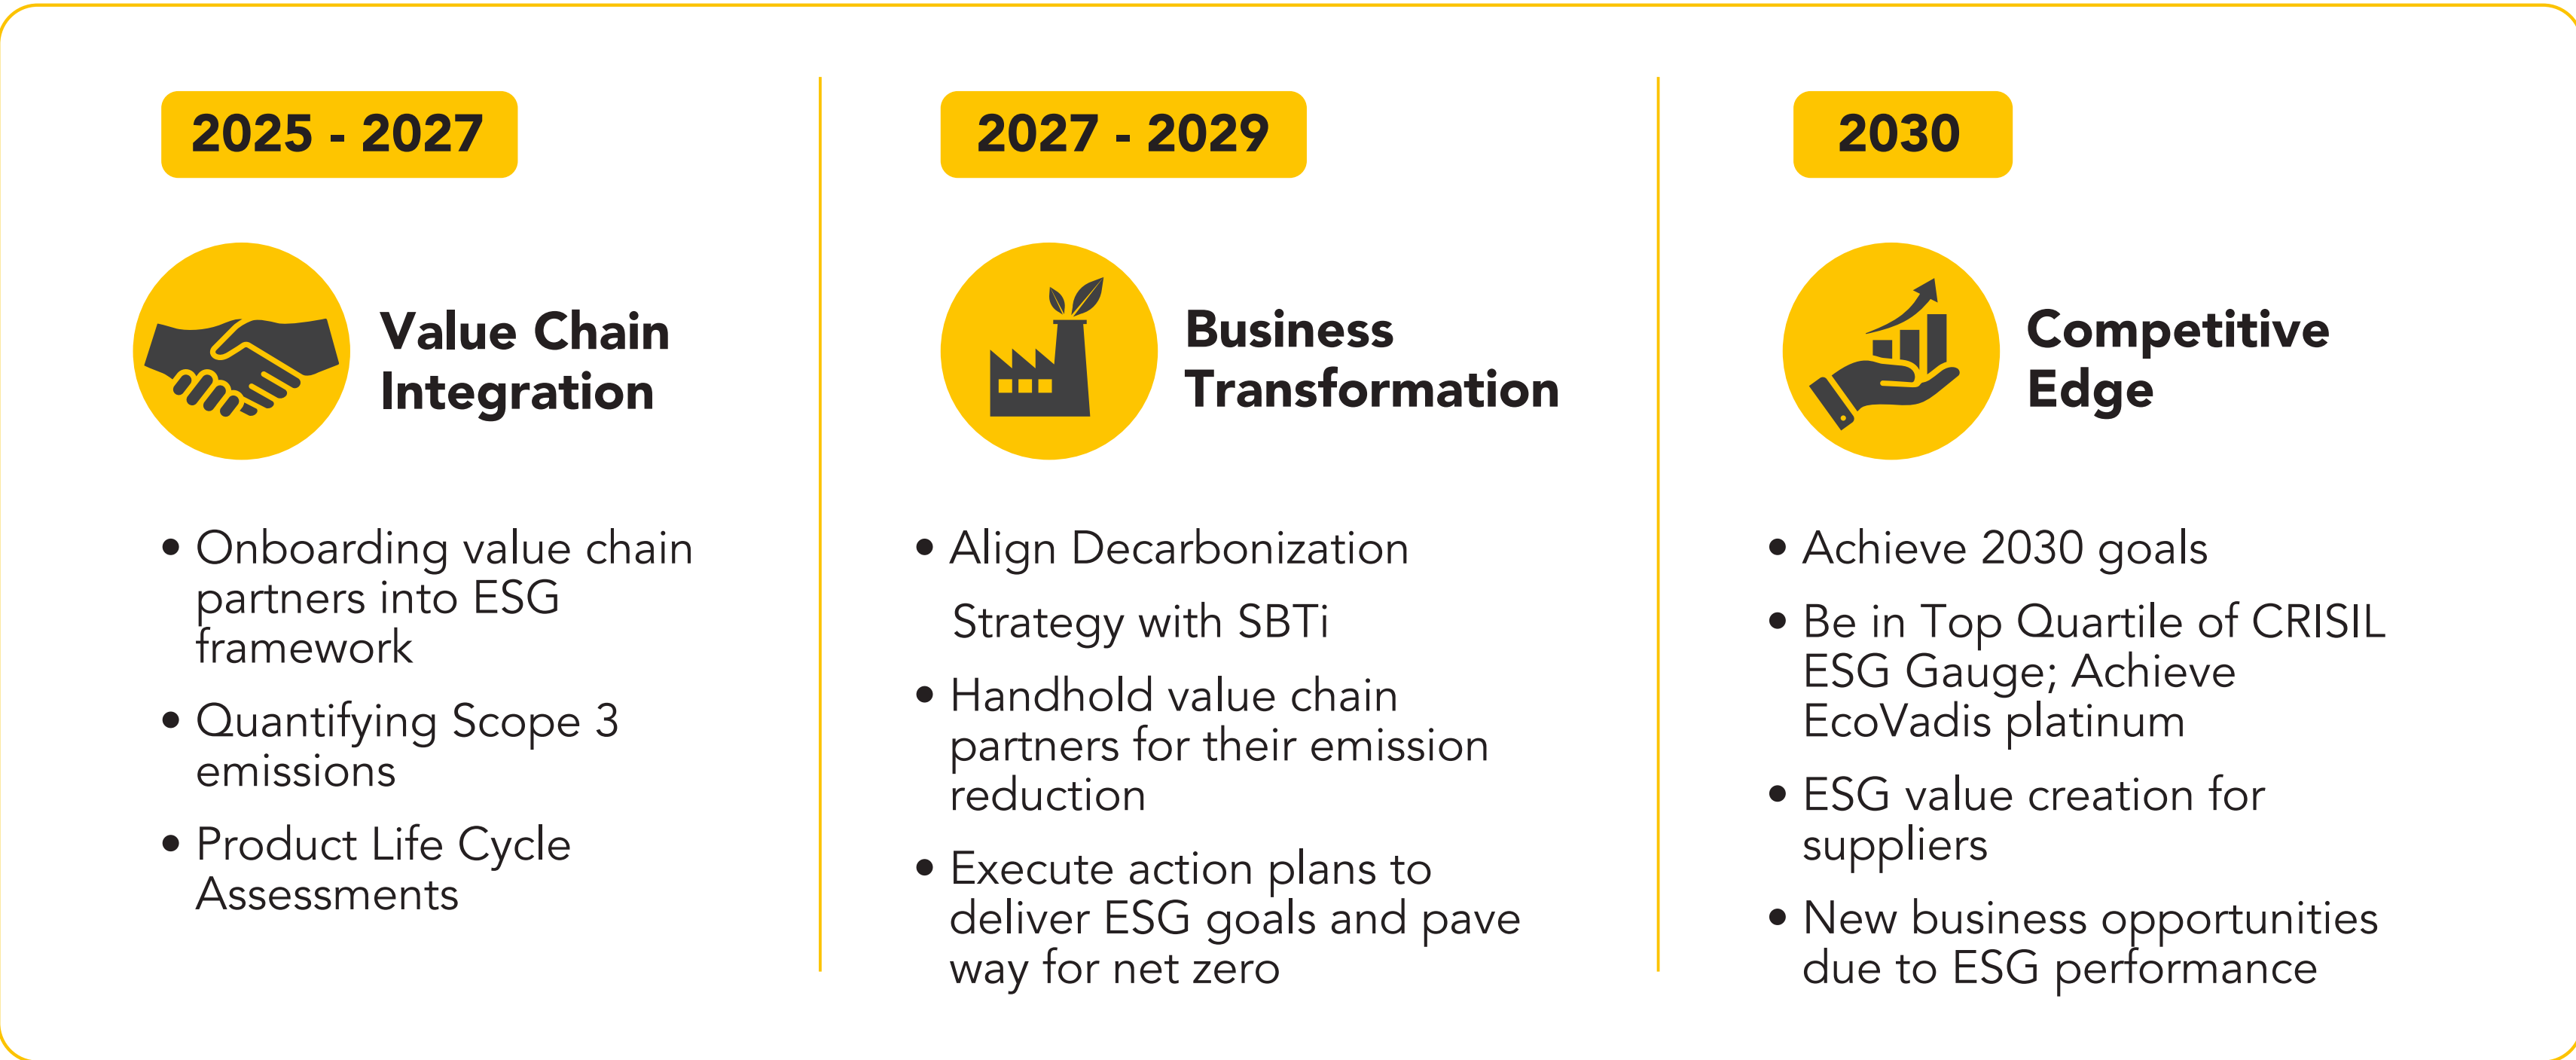 2025 - 2027
Value Chain
Integration
• Onboarding value chain
partners into ESG
framework
• Quantifying Scope 3
emissions
• Product Life Cycle
Assessments
2027 - 2029
Business
Transformation
• Align Decarbonization
Strategy with SBTi
• Handhold value chain
partners for their emission
reduction
• Execute action plans to
deliver ESG goals and pave
way for net zero
2030
Competitive
Edge
• Achieve 2030 goals
• Be in Top Quartile of CRISIL
ESG Gauge; Achieve
EcoVadis platinum
• ESG value creation for
suppliers
• New business opportunities
due to ESG performance